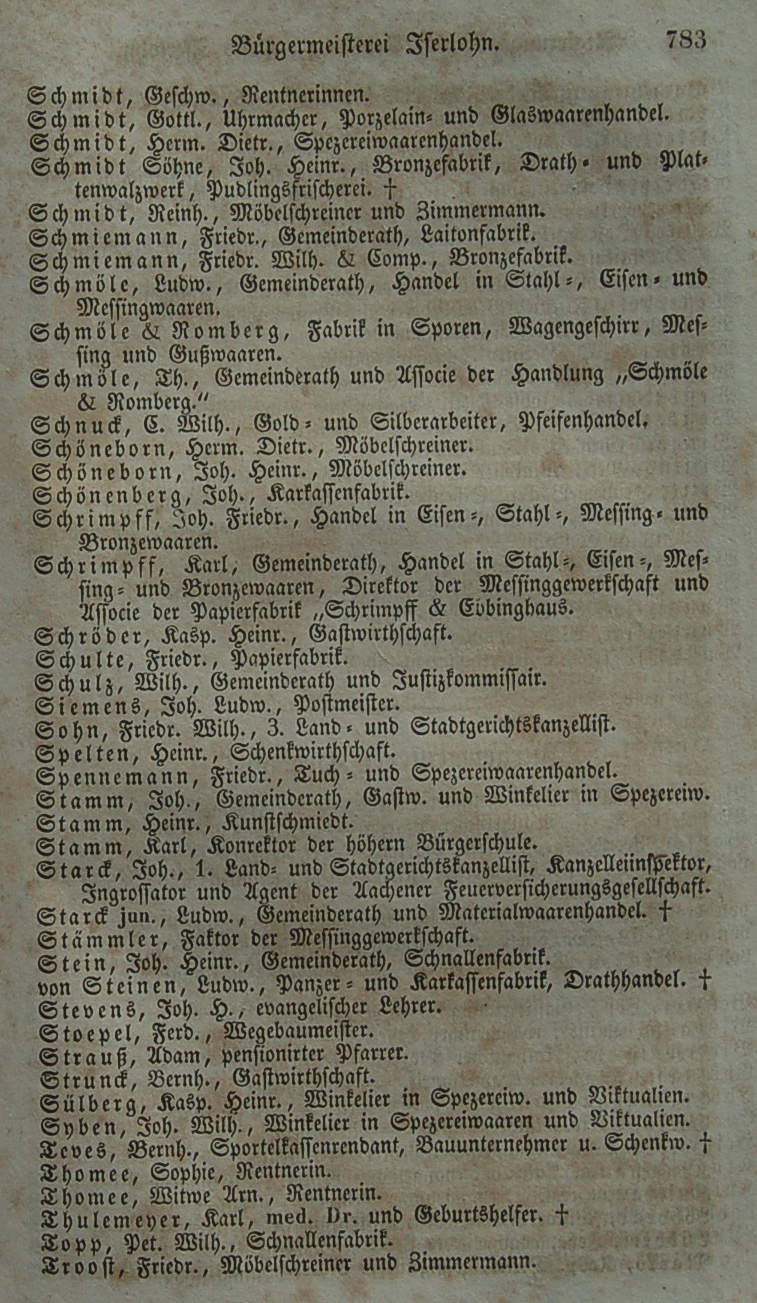 Bürgermeisterei Iserlohn. 783
Schmidt, Geschw., Rentnerinnen.
Schmidt, Gottl., Uhrmacher, Porzelain- und Glaswaarenhandel.
Schmidt, Herm. Dietr., Spezereiwaarenhandel.
Schmidt Söhne, Joh. Heinr., Bronzefabrik, Drath- und Plat-
tenwalzwerk, Pudlingsfrischerei. †
Schmidt, Reinh., Möbelschreiner und Zimmermann.
Schmiemann, Friedr., Gemeinderath, Laitonfabrik.
Schmiemann, Friedr. Wilh. & Comp., Bronzefabrik.
Schmöle, Ludw., Gemeinderath, Handel in Stahl-, Eisen- und
Messingwaaren.
Schmöle & Romberg, Fabrik in Sporen, Wagengeschirr, Mes-
sing und Gußwaaren.
Schmöle, Th., Gemeinderath und Associe der Handlung „Schmöle
& Romberg.“
Schnuck, C. Wilh., Gold- und Silberarbeiter, Pfeifenhandel.
Schöneborn, Herm. Dietr., Möbelschreiner.
Schöneborn, Joh. Heinr., Möbelschreiner.
Schönenberg, Joh., Karkassenfabrik.
Schrimpff, Joh. Friedr., Handel in Eisen-, Stahl-, Messing- und
Bronzewaaren.
Schrimpff, Karl, Gemeinderath, Handel in Stahl-, Eisen-, Mes-
sing- und Bronzewaaren, Direktor der Messinggewerkschaft und
Associe der Papierfabrik „Schrimpff & Ebbinghaus.
Schröder, Kasp. Heinr., Gastwirthschaft.
Schulte, Friedr., Papierfabrik.
Schulz, Wilh., Gemeinderath und Justizkommissair.
Siemens, Joh. Ludw., Postmeister.
Sohn, Friedr. Wilh., 3. Land- und Stadtgerichtskanzellist.
Spelten, Heinr., Schenkwirthschaft.
Spennemann, Friedr., Tuch- und Spezereiwaarenhandel.
Stamm, Joh., Gemeinderath, Gastw. und Winkelier in Spezereiw.
Stamm, Heinr., Kunstschmiedt.
Stamm, Karl, Konrektor der höhern Bürgerschule.
Starck, Joh., 1. Land- und Stadtgerichtskanzellist, Kanzelleiinspektor,
Ingrossator und Agent der Aachener Feuerversicherungsgesellschaft.
Starck jun., Ludw., Gemeinderath und Materialwaarenhandel. †
Stämmler, Faktor der Messinggewerkschaft.
Stein, Joh. Heinr., Gemeinderath, Schnallenfabrik.
von Steinen, Ludw., Panzer- und Karkassenfabrik, Drathhandel. †
Stevens, Joh. H., evangelischer Lehrer.
Stoepel, Ferd., Wegebaumeister.
Strauß, Adam, pensionirter Pfarrer.
Strunck, Bernh., Gastwirthschaft.
Sülberg, Kasp. Heinr., Winkelier in Spezereiw. und Viktualien.
Syben, Joh. Wilh., Winkelier in Spezereiwaaren und Viktualien.
Teves, Bernh., Sportelkassenrendant, Bauunternehmer u. Schenkw. †
Thomee, Sophie, Rentnerin.
Thomee, Witwe Arn., Rentnerin.
Thulemeyer, Karl, med. Dr. und Geburtshelfer. †
Topp, Pet. Wilh., Schnallenfabrik.
Troost, Friedr., Möbelschreiner und Zimmermann.